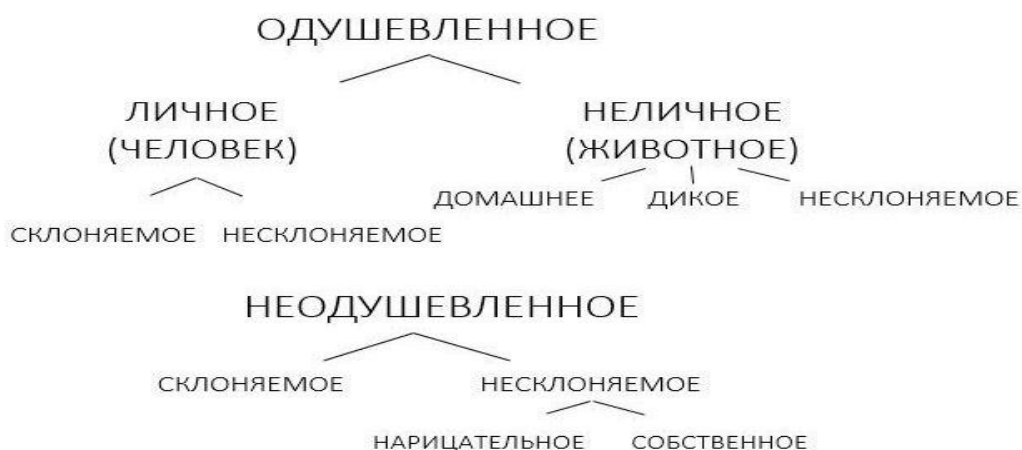 ОДУШЕВЛЕННОЕ
ЛИЧНОЕ НЕЛИЧНОЕ
(ЧЕЛОВЕК) (ЖИВОТНОЕ)
ДОМАШНЕЕ ДИКОЕ НЕСКЛОНЯЕМОЕ
СКЛОНЯЕМОЕ НЕСКЛОНЯЕМОЕ
НЕОДУШЕВЛЕННОЕ
СКЛОНЯЕМОЕ НЕСКЛОНЯЕМОЕ
НАРИЦАТЕЛЬНОЕ СОБСТВЕННОЕ